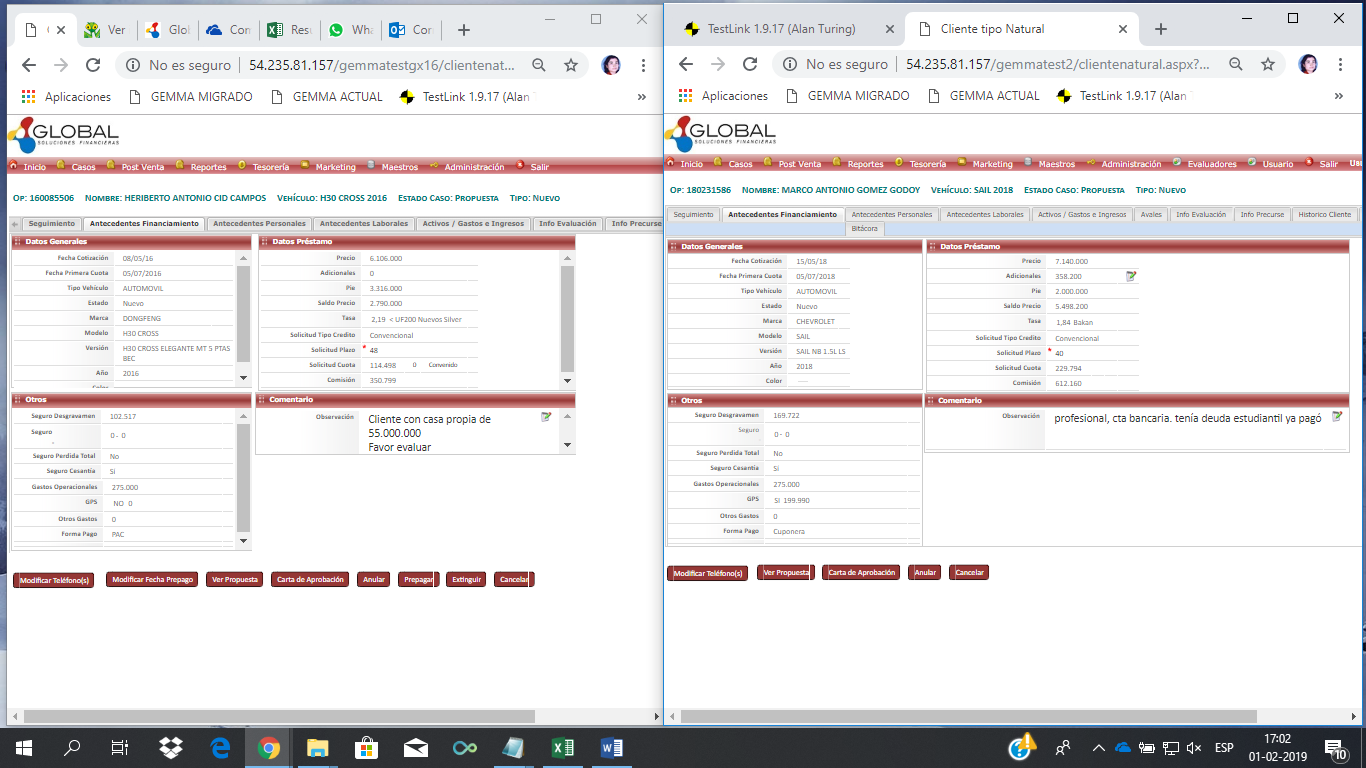 Ver
Glo
Con
Res
Wha
Cor
No es seguro | 54.235.81.157/gemmatestgx16/clientenat...
Aplicaciones GEMMA MIGRADO GEMMA ACTUAL TestLink 1.9.17 (Alan »
GLOBAL
SOLUCIONES FINANCIERAS
Inicio Casos Post Venta Reportes Tesorería Marketing Maestros Administración Salir
Op: 160085506 Nombre: HERIBERTO ANTONIO CID CAMPOS Vehículo: H30 CROSS 2016 Estado Caso: Propuesta Tipo: Nuevo
Seguimiento Antecedentes Financiamiento Antecedentes Personales Antecedentes Laborales Activos / Gastos e Ingresos Info Evaluación Info Precurse
Datos Generales
Fecha Cotización 08/05/16
Fecha Primera Cuota 05/07/2016
Tipo Vehículo AUTOMOVIL
Estado Nuevo
Marca DONGFENG
Modelo H30 CROSS
Versión H30 CROSS ELEGANTE MT 5 PTAS
BEC
Año 2016
Color
Datos Préstamo
Precio 6.106.000
Adicionales 0
Pie 3.316.000
Saldo Precio 2.790.000
Tasa 2,19 < UF200 Nuevos Silver
Solicitud Tipo Credito Convencional
Solicitud Plazo * 48
Solicitud Cuota 114.498 0 Convenido
Comisión 350.799
Otros
Seguro Desgravamen 102.517
Seguro 0 - 0
-
Seguro Perdida Total No
Seguro Cesantía Si
Gastos Operacionales 275.000
GPS NO 0
Otros Gastos 0
Forma Pago PAC
Comentario
Observación Cliente con casa propia de
55.000.000
Favor evaluar
Modificar Teléfono(s) Modificar Fecha Prepago Ver Propuesta Carta de Aprobación Anular Prepagar Extinguir Cancelar
TestLink 1.9.17 (Alan Turing) Cliente tipo Natural
No es seguro | 54.235.81.157/gemmatest2/clientenatural.aspx?...
Aplicaciones GEMMA MIGRADO GEMMA ACTUAL TestLink 1.9.17 (Alan »
GLOBAL
SOLUCIONES FINANCIERAS
Inicio Casos Post Venta Reportes Tesorería Marketing Maestros Administración Evaluadores Usuario Salir
Op: 180231586 Nombre: MARCO ANTONIO GOMEZ GODOY Vehículo: SAIL 2018 Estado Caso: Propuesta Tipo: Nuevo
Seguimiento Antecedentes Financiamiento Antecedentes Personales Antecedentes Laborales Activos / Gastos e Ingresos Avales Info Evaluación Info Precurse Historico Cliente
Bitácora
Datos Generales
Fecha Cotización 15/05/18
Fecha Primera Cuota 05/07/2018
Tipo Vehículo AUTOMOVIL
Estado Nuevo
Marca CHEVROLET
Modelo SAIL
Versión SAIL NB 1.5L LS
Año 2018
Color ----
Datos Préstamo
Precio 7.140.000
Adicionales 358.200
Pie 2.000.000
Saldo Precio 5.498.200
Tasa 1,84 Bakan
Solicitud Tipo Credito Convencional
Solicitud Plazo * 40
Solicitud Cuota 229.794
Comisión 612.160
Otros
Seguro Desgravamen 169.722
Seguro 0 - 0
Seguro Perdida Total No
Seguro Cesantía Si
Gastos Operacionales 275.000
GPS SI 199.990
Otros Gastos 0
Forma Pago Cuponera
Comentario
Observación profesional, cta bancaria. tenía deuda estudiantil ya pagó
Modificar Teléfono(s) Ver Propuesta Carta de Aprobación Anular Cancelar
ESP
17:02
01-02-2019
10